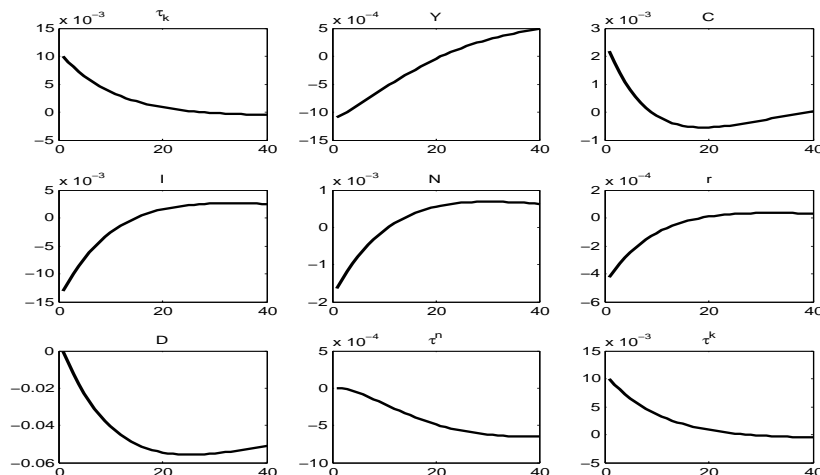 τk Y C
x 10−3 x 10−4 x 10−3
15 5 3
10 0 2
5 −5 1
0 −10 0
−5 −15 −1
0 20 40 0 20 40 0 20 40
I N r
x 10−3 x 10−3 x 10−4
5 1 2
0 0 0
−5 −1 −2
−10 −2 −4
−15 −6
0 20 40 0 20 40 0 20 40
D τn τk
x 10−4 x 10−3
0 5 15
−0.02 0 10
−0.04 −5 5
−0.06 −10 0
−5
0 20 40 0 20 40 0 20 40